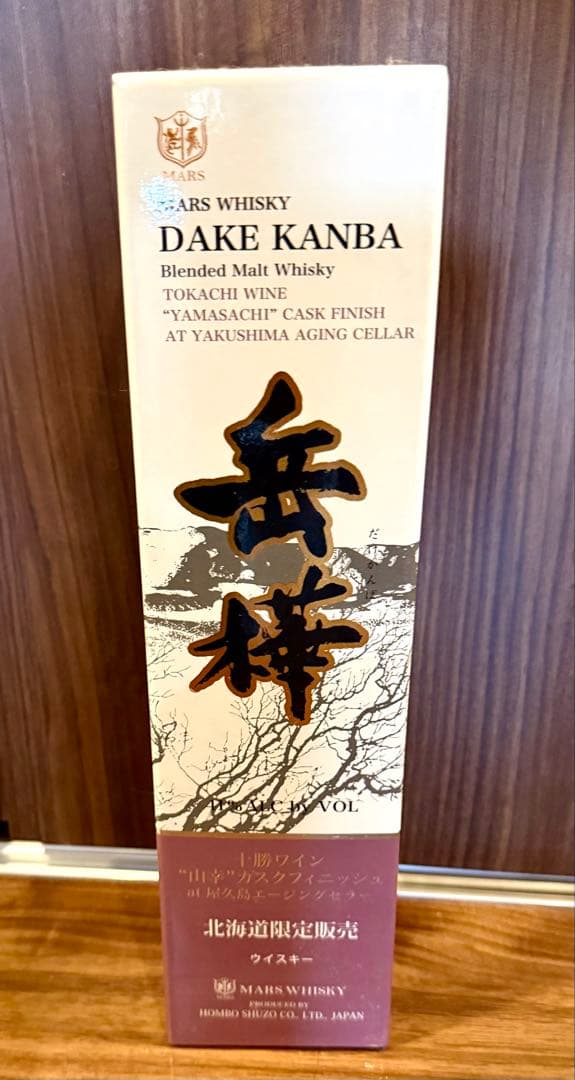 MARS
MARS WHISKY
DAKE KANBA
Blended Malt Whisky
TOKACHI WINE
“YAMASACHI” CASK FINISH
AT YAKUSHIMA AGING CELLAR
岳樺
だけかんば
ALC by VOL
十勝ワイン
“山幸”カスクフィニッシュ
at 屋久島エージングセラー
北海道限定販売
ウイスキー
MARS WHISKY
PRODUCED BY
HOMBO SHUZO CO., LTD., JAPAN